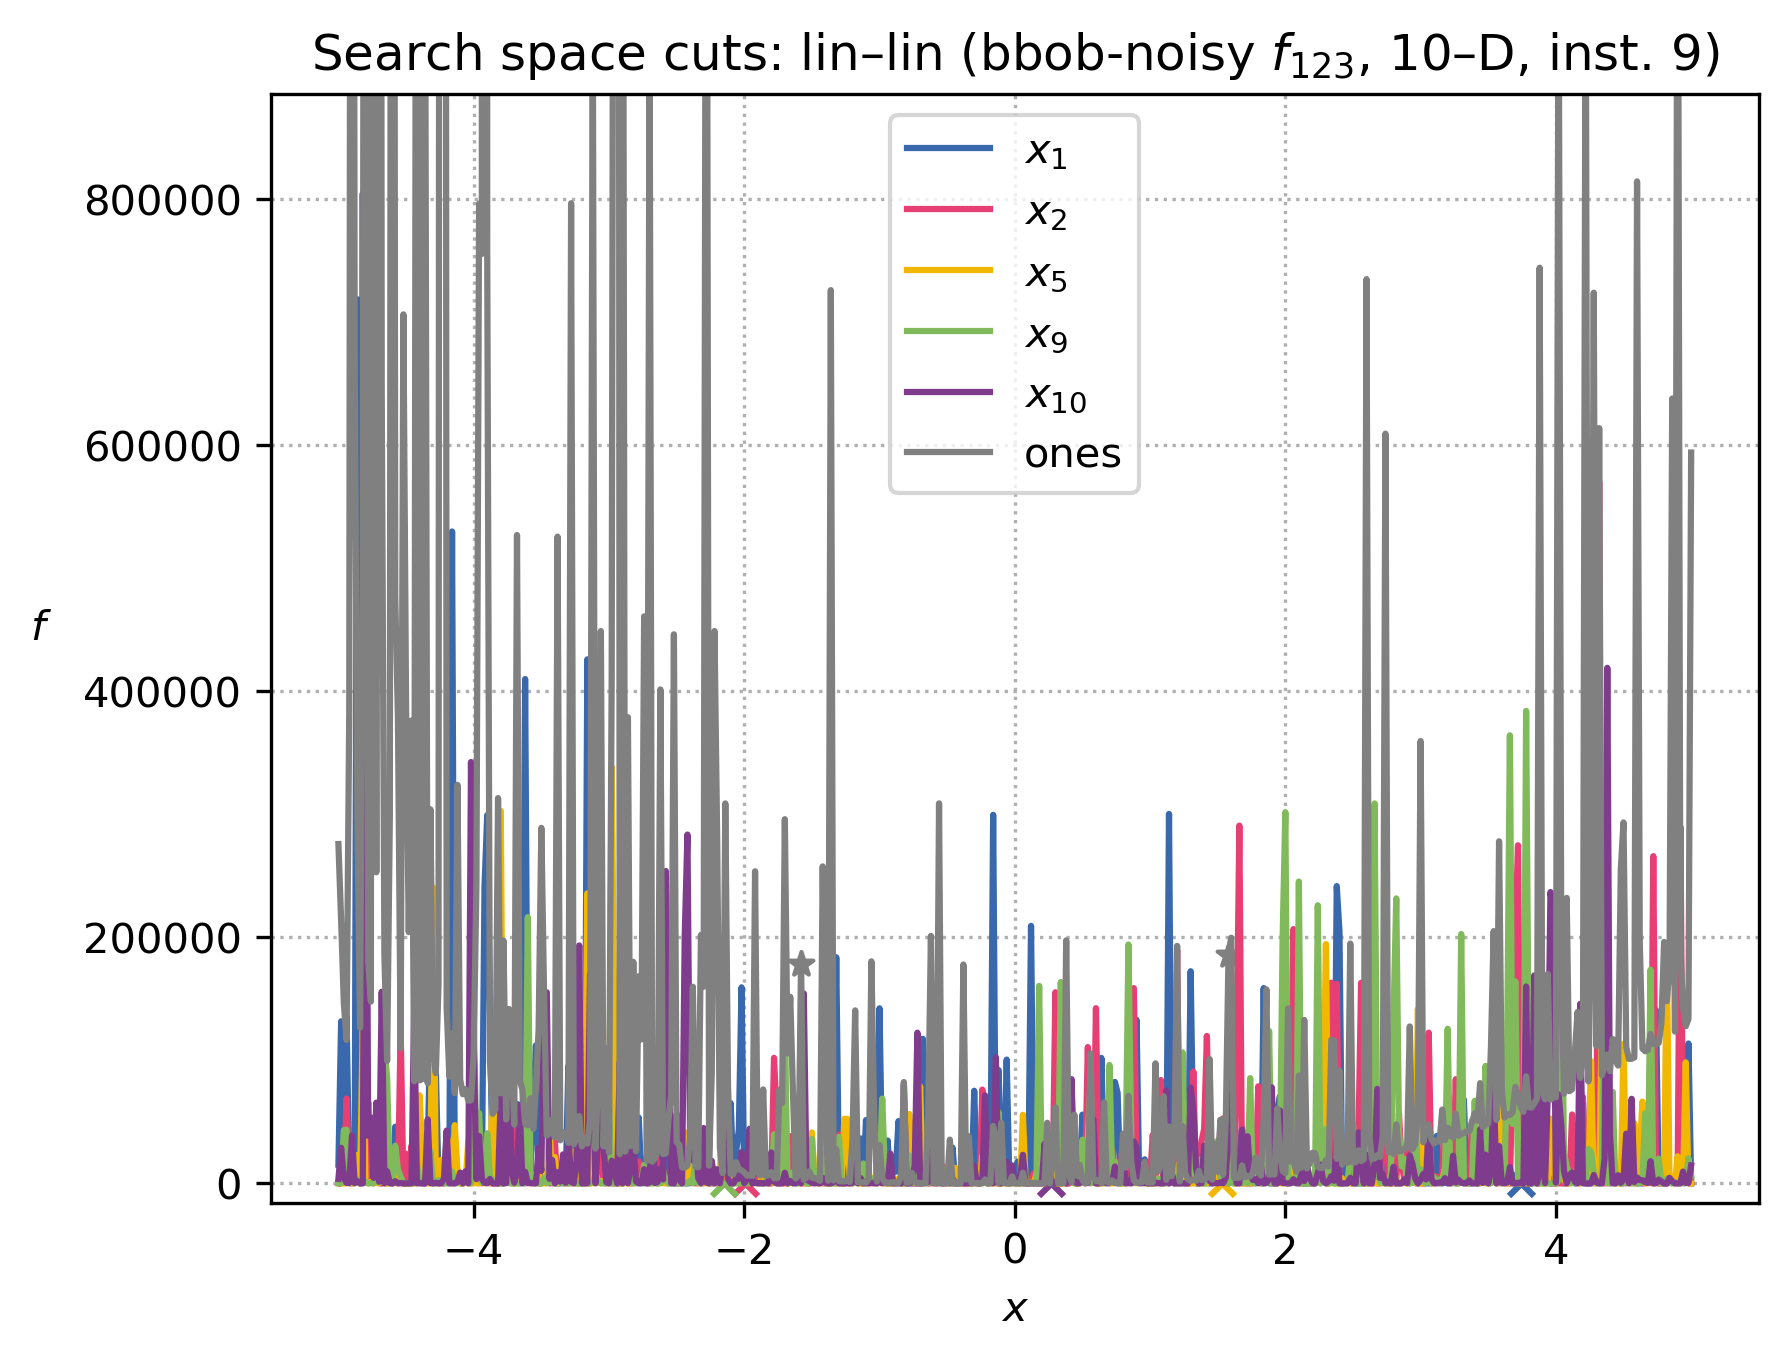 Search space cuts: lin–lin (bbob-noisy f₁₂₃, 10–D, inst. 9)
x₁
x₂
x₅
x₉
x₁₀
ones
800000
600000
400000
200000
0
f
−4
−2
0
2
4
x